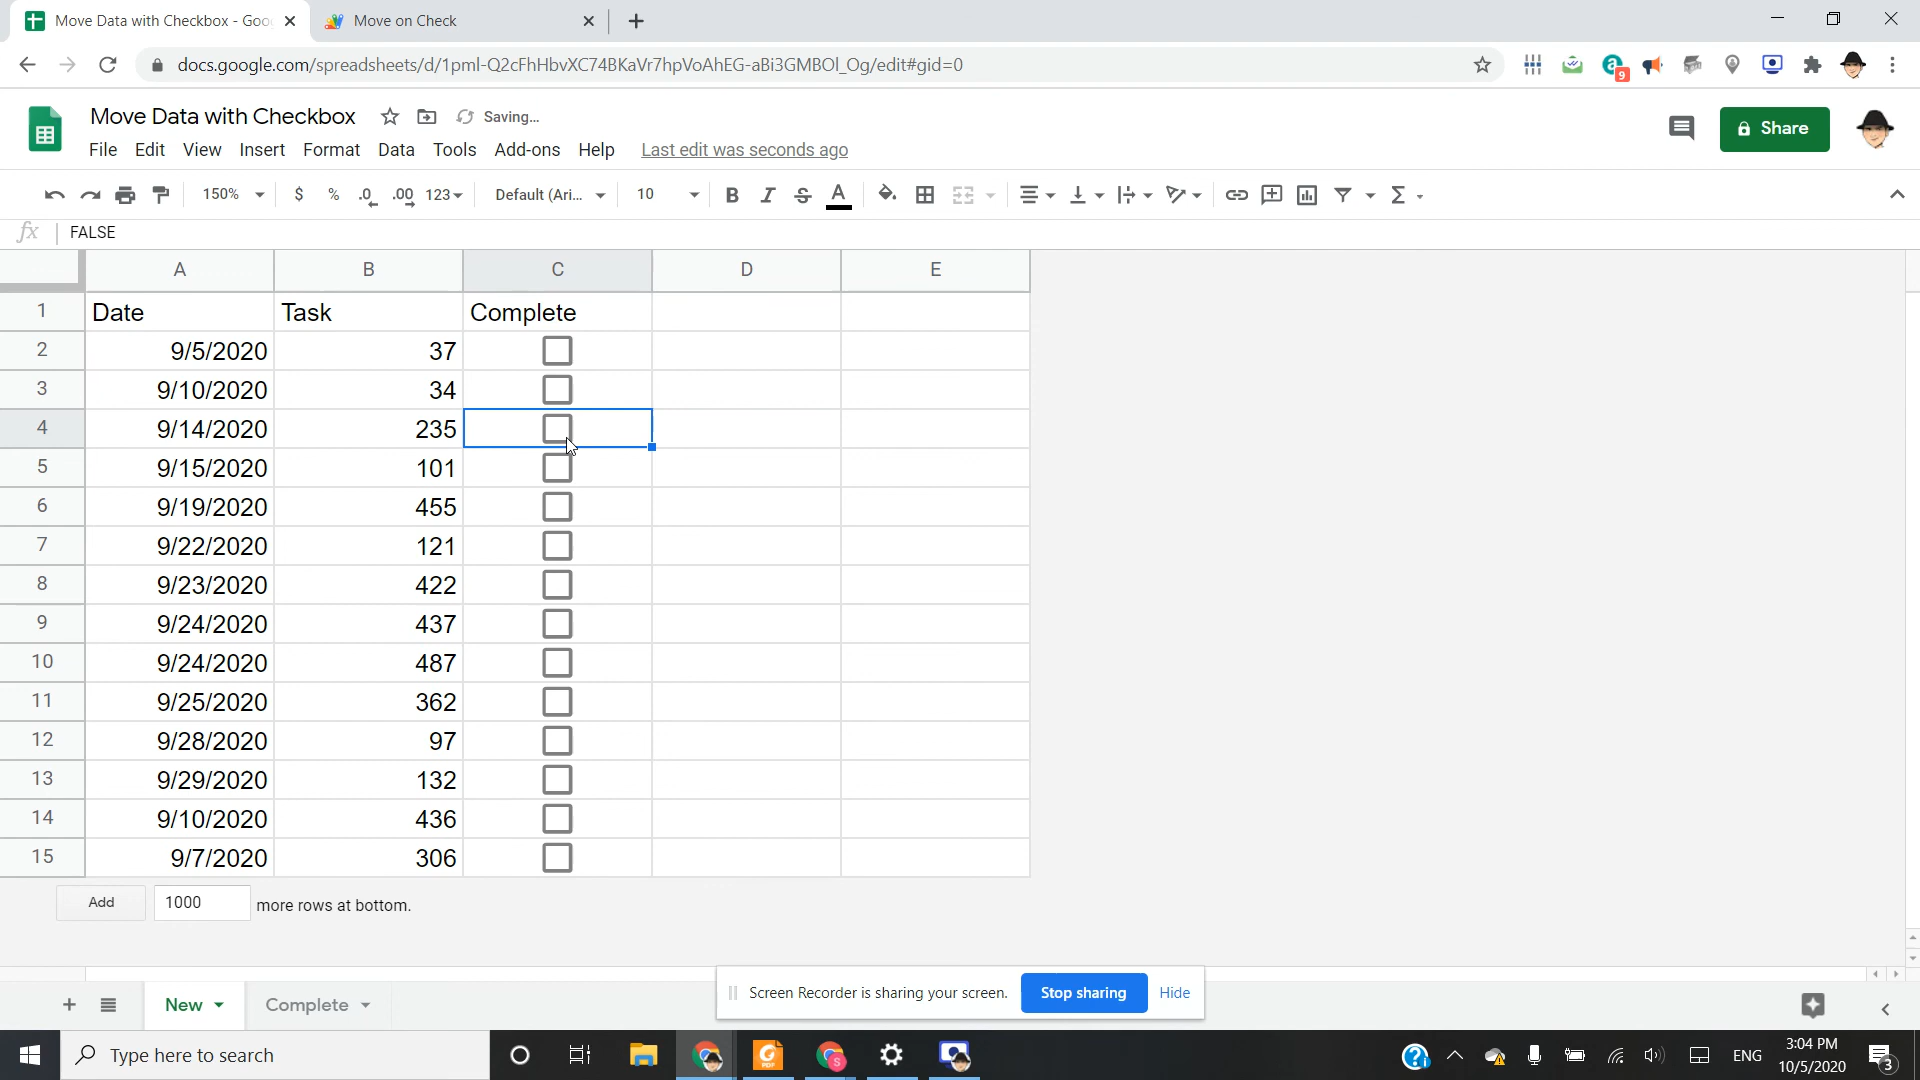 Move Data with Checkbox - Goo
Move on Check
docs.google.com/spreadsheets/d/1pml-Q2cFhHbvXC74BKaVr7hpVoAhEG-aBi3GMBOl_Og/edit#gid=0
9
Move Data with Checkbox
Saving...
File Edit View Insert Format Data Tools Add-ons Help Last edit was seconds ago
Share
150% $ % .0 .00 123 Default (Ari... 10 B I S A Σ
fx FALSE
A B C D E
1 Date Task Complete
2 9/5/2020 37
3 9/10/2020 34
4 9/14/2020 235
5 9/15/2020 101
6 9/19/2020 455
7 9/22/2020 121
8 9/23/2020 422
9 9/24/2020 437
10 9/24/2020 487
11 9/25/2020 362
12 9/28/2020 97
13 9/29/2020 132
14 9/10/2020 436
15 9/7/2020 306
Add 1000 more rows at bottom.
Screen Recorder is sharing your screen. Stop sharing Hide
New Complete
Type here to search
ENG
3:04 PM
10/5/2020
3